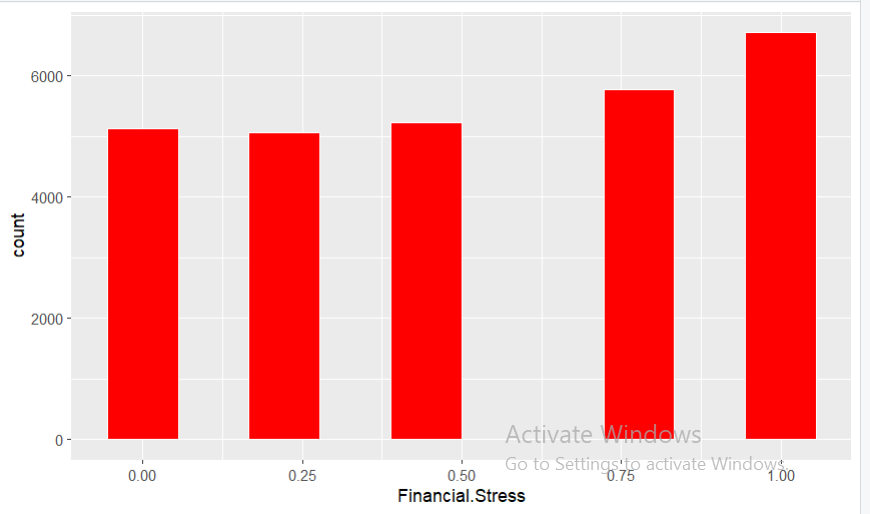 6000
4000
count
2000
0
Activate Windows
Go to Settings to activate Windows.
0.00 0.25 0.50 0.75 1.00
Financial.Stress